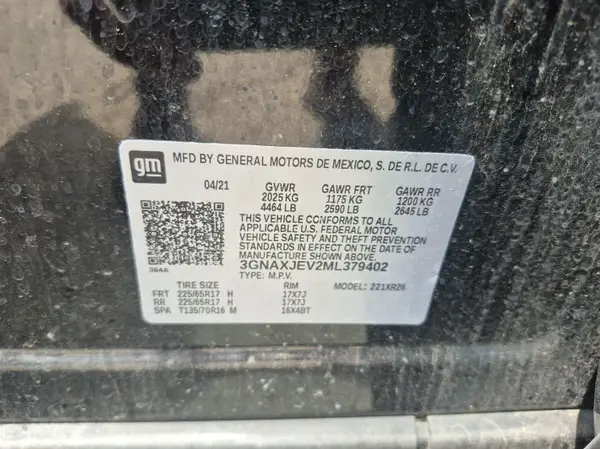 gm MFD BY GENERAL MOTORS DE MEXICO, S. DE R.L. DE C.V.
04/21 GVWR GAWR FRT GAWR RR
2025 KG 1175 KG 1200 KG
4464 LB 2590 LB 2645 LB
THIS VEHICLE CONFORMS TO ALL
APPLICABLE U.S. FEDERAL MOTOR
VEHICLE SAFETY AND THEFT PREVENTION
STANDARDS IN EFFECT ON THE DATE OF
MANUFACTURE SHOWN ABOVE.
3GNAXJEV2ML379402
394A TYPE: M.P.V.
TIRE SIZE RIM MODEL: 221XR26
FRT 225/65R17 H 17X7J
RR 225/65R17 H 17X7J
SPA T135/70R16 M 16X4BT